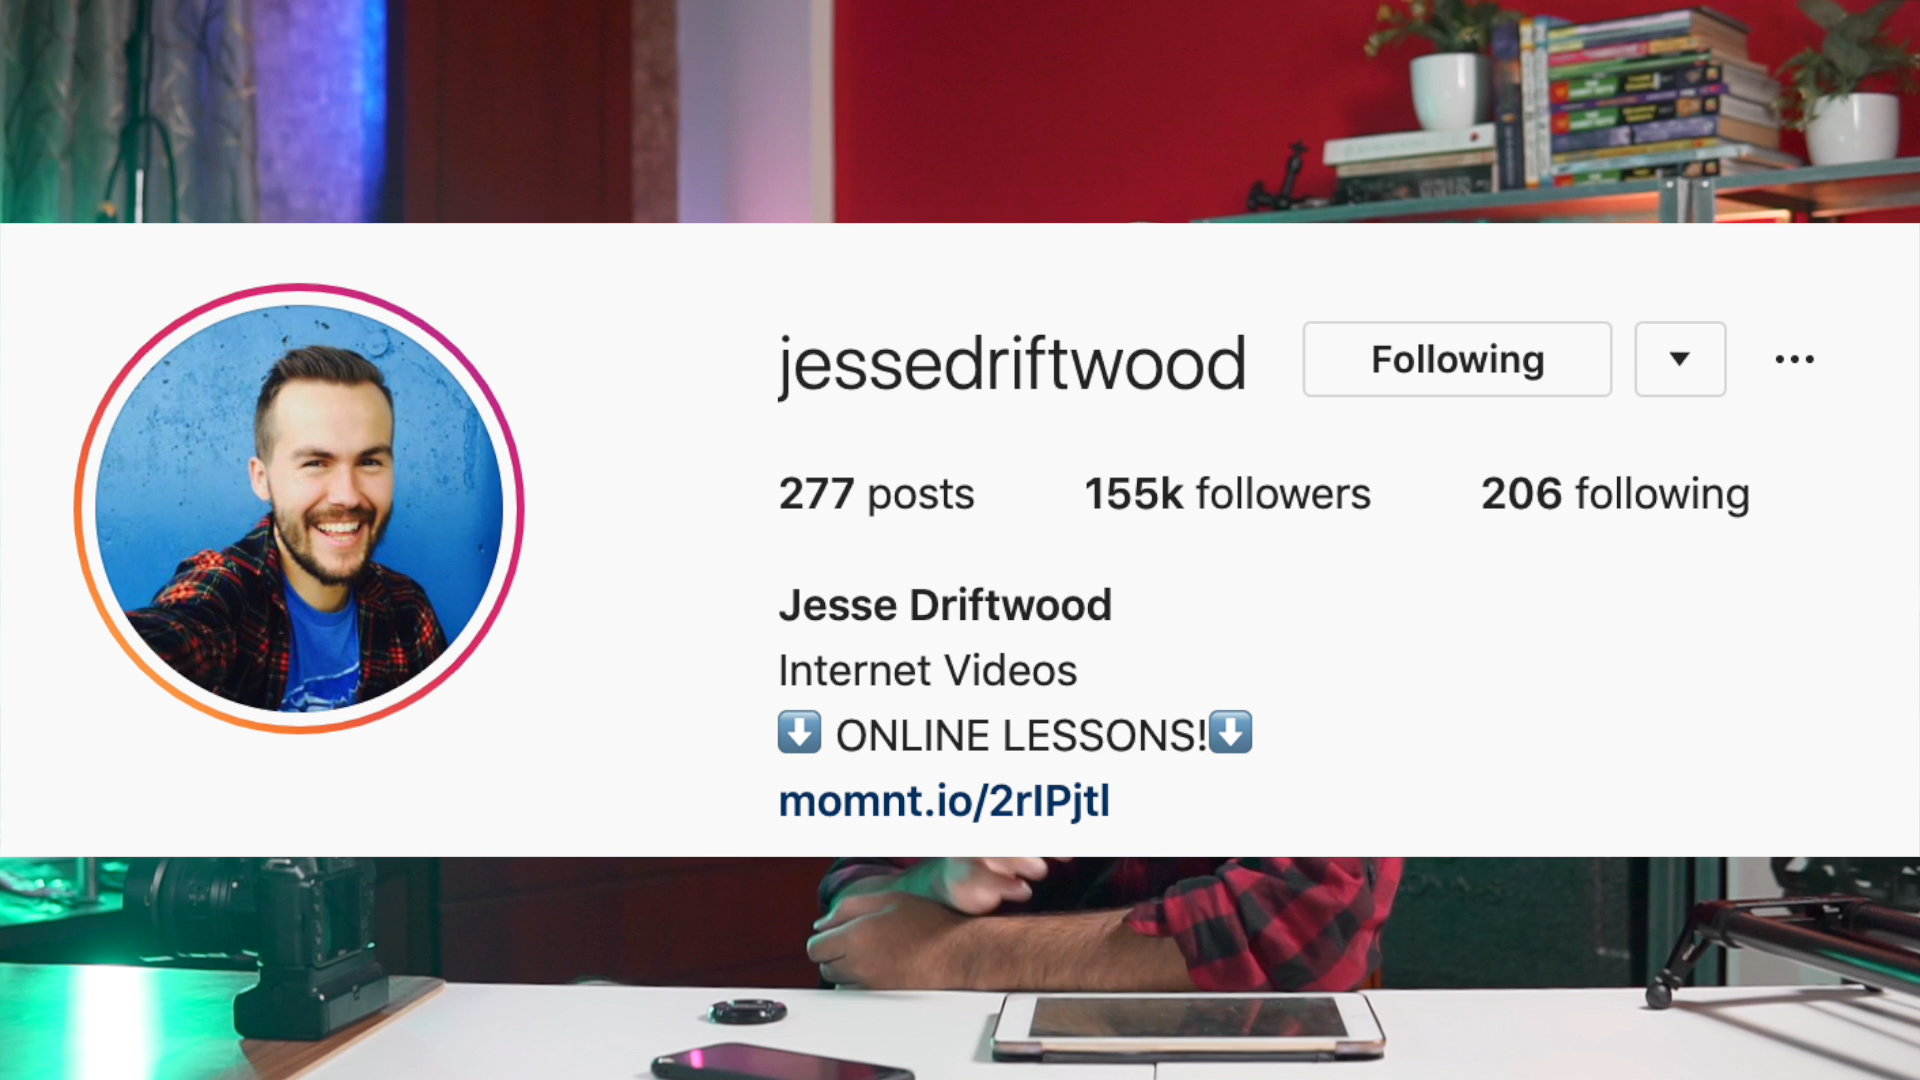 jessedriftwood Following ▼ •••
277 posts 155k followers 206 following
Jesse Driftwood
Internet Videos
⬇️ ONLINE LESSONS!⬇️
momnt.io/2rIPjtl